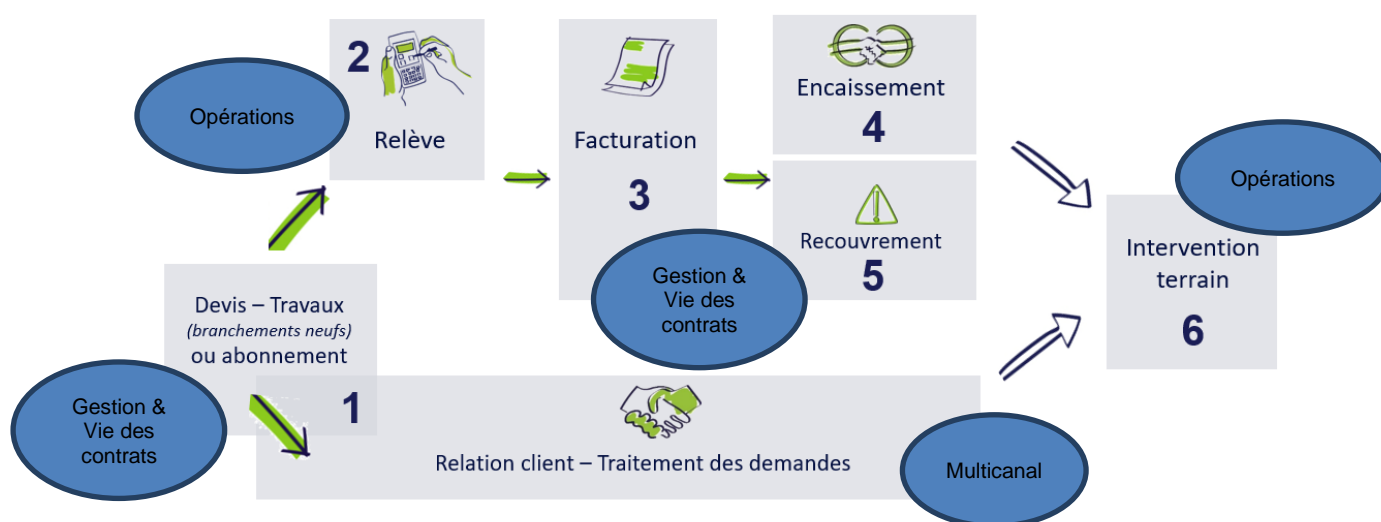 2
Relève
Opérations
Facturation
3
Encaissement
4
Recouvrement
5
Gestion &
Vie des
contrats
Opérations
Intervention
terrain
6
Devis – Travaux
(branchements neufs)
ou abonnement
1
Gestion &
Vie des
contrats
Relation client – Traitement des demandes
Multicanal